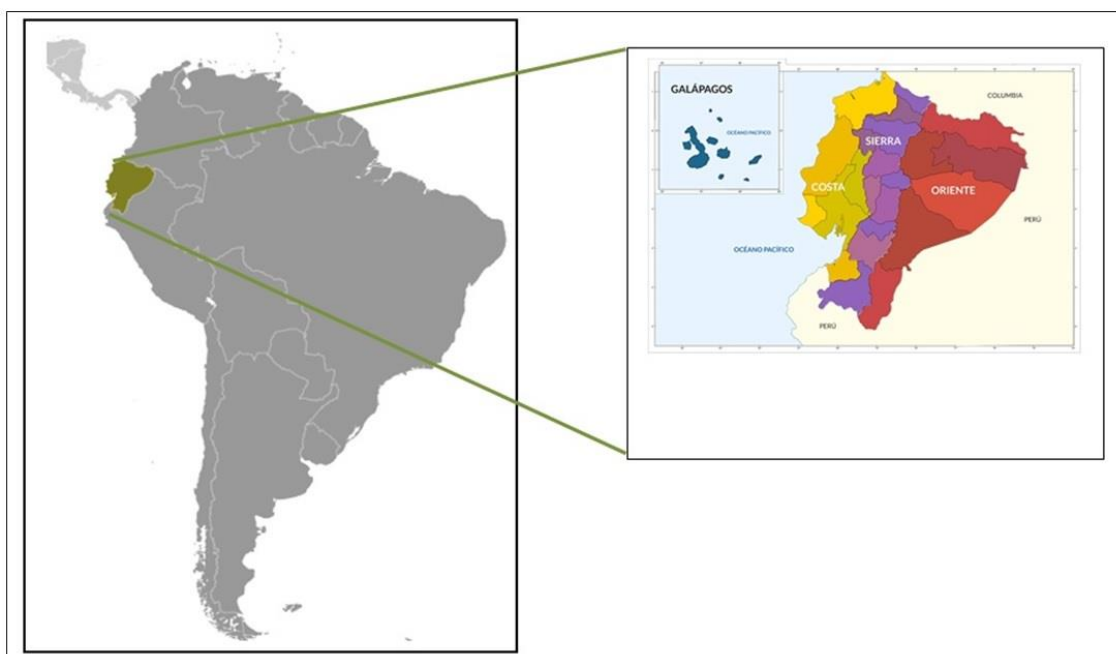 GALÁPAGOS
OCÉANO PACÍFICO
COLUMBIA
SIERRA
COSTA
ORIENTE
PERÚ
OCÉANO PACÍFICO
PERÚ